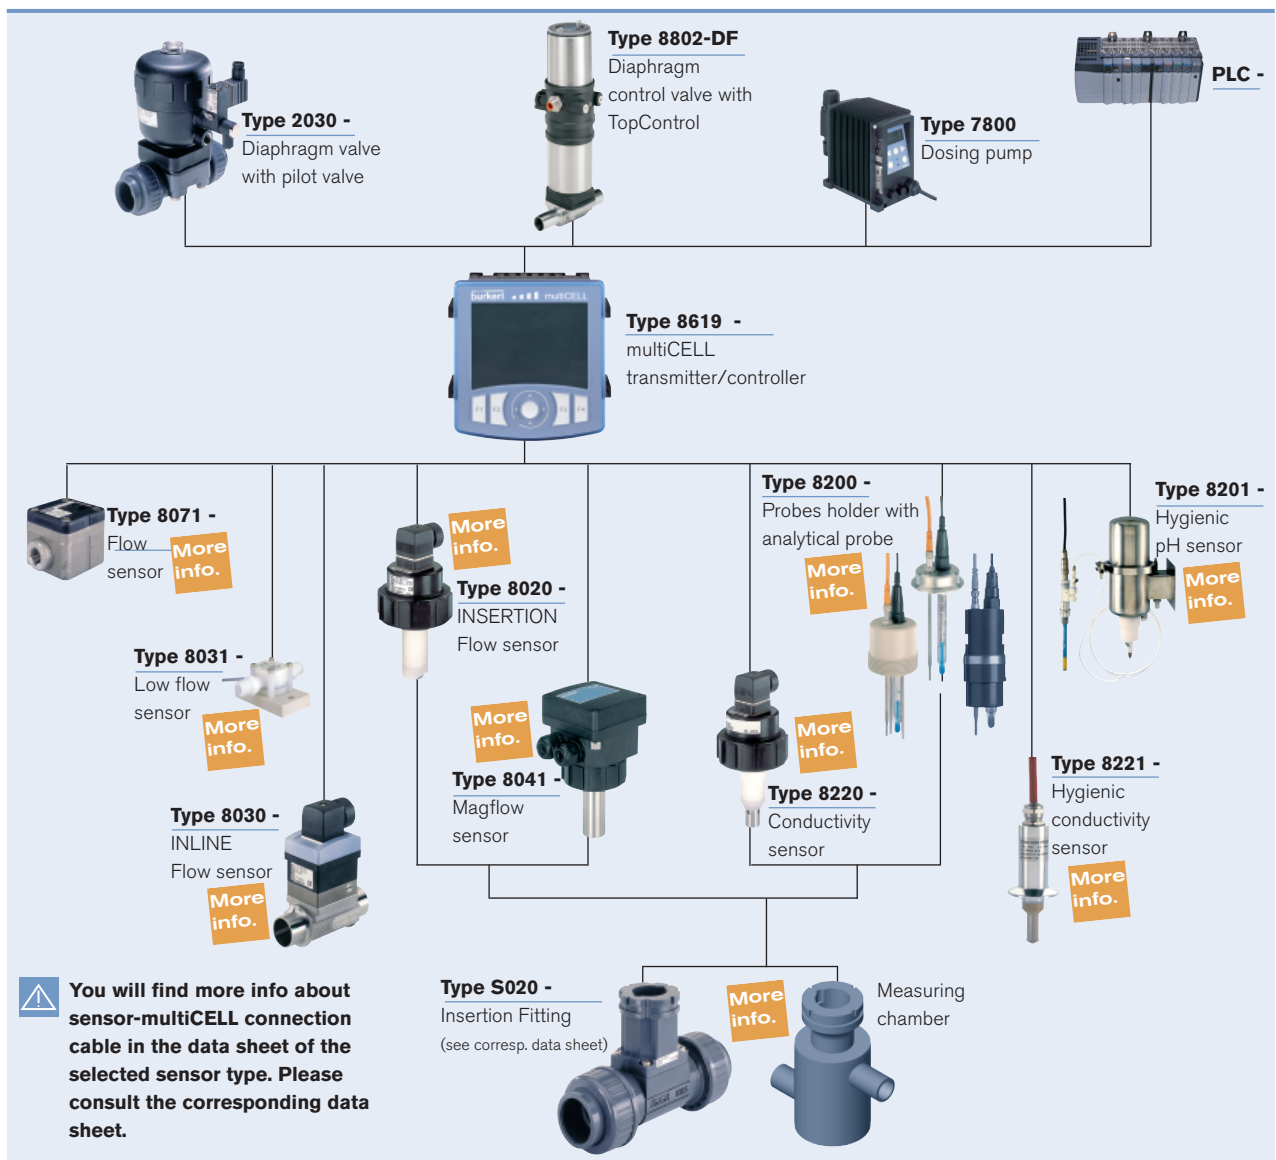 Type 8802-DF
Diaphragm
control valve with
TopControl
PLC -
Type 2030 -
Diaphragm valve
with pilot valve
Type 7800
Dosing pump
burkert multiCELL
F1 F2 F3 F4
Type 8619 -
multiCELL
transmitter/controller
Type 8071 -
Flow
sensor
More
info.
More
info.
Type 8020 -
INSERTION
Flow sensor
Type 8200 -
Probes holder with
analytical probe
More
info.
Type 8201 -
Hygienic
pH sensor
More
info.
Type 8031 -
Low flow
sensor
More
info.
More
info.
Type 8041 -
Magflow
sensor
More
info.
Type 8220 -
Conductivity
sensor
Type 8221 -
Hygienic
conductivity
sensor
More
info.
Type 8030 -
INLINE
Flow sensor
More
info.
You will find more info about
sensor-multiCELL connection
cable in the data sheet of the
selected sensor type. Please
consult the corresponding data
sheet.
Type S020 -
Insertion Fitting
(see corresp. data sheet)
More
info.
Measuring
chamber